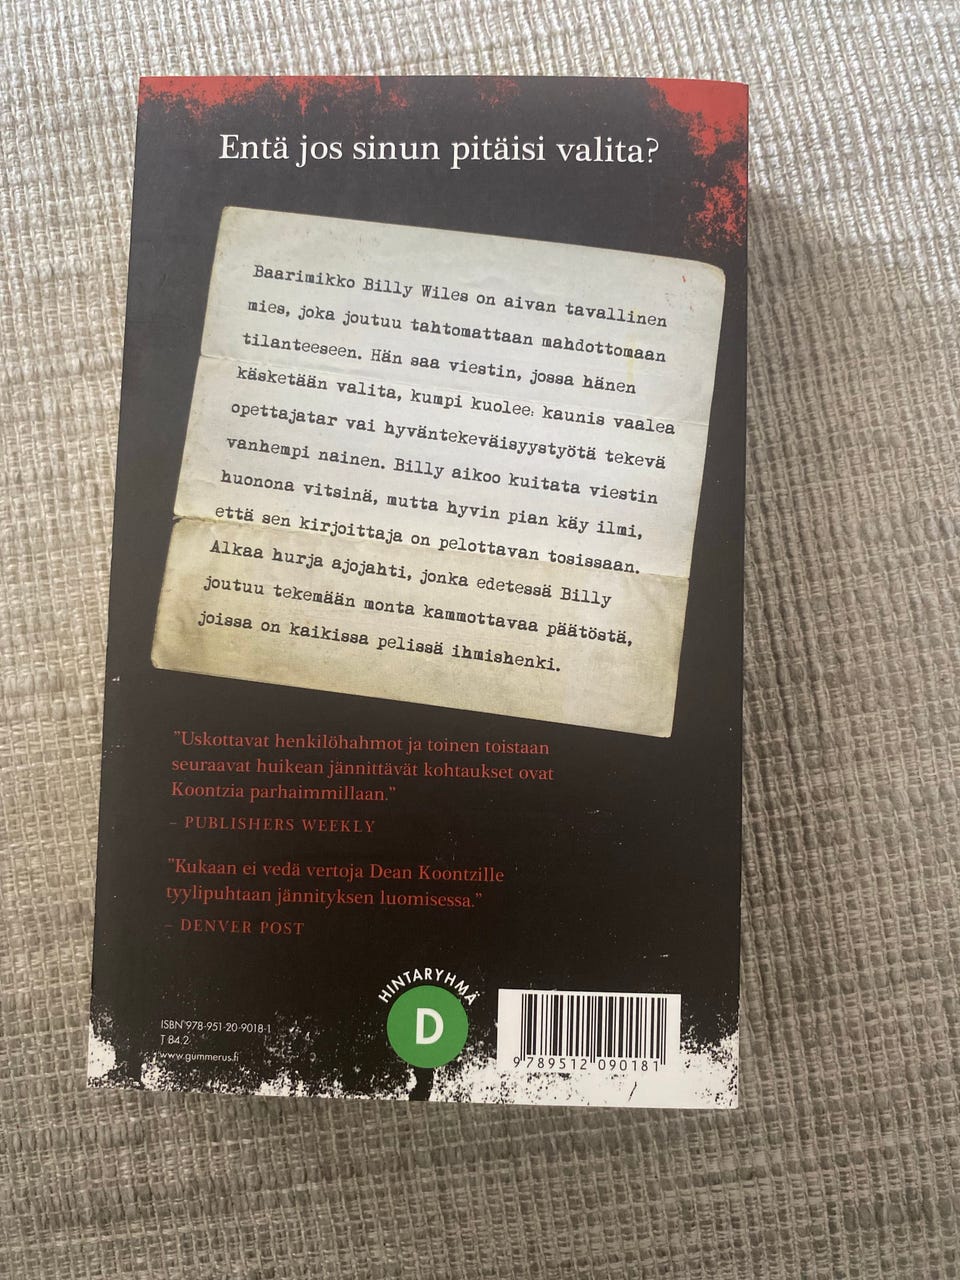 Entä jos sinun pitäisi valita?
Baarimikko Billy Wiles on aivan tavallinen
mies, joka joutuu tahtomattaan mahdottomaan
tilanteeseen. Hän saa viestin, jossa hänen
käsketään valita, kumpi kuolee: kaunis vaalea
opettajatar vai hyväntekeväisyystyötä tekevä
vanhempi nainen. Billy aikoo kuitata viestin
huonona vitsinä, mutta hyvin pian käy ilmi,
että sen kirjoittaja on pelottavan tosissaan.
Alkaa hurja ajojahti, jonka edetessä Billy
joutuu tekemään monta kammottavaa päätöstä,
joissa on kaikissa pelissä ihmishenki.
”Uskottavat henkilöhahmot ja toinen toistaan
seuraavat huikean jännittävät kohtaukset ovat
Koontzia parhaimmillaan.”
– PUBLISHERS WEEKLY
”Kukaan ei vedä vertoja Dean Koontzille
tyylipuhtaan jännityksen luomisessa.”
– DENVER POST
HINTARYHMÄ
D
ISBN 978-951-20-9018-1
T 84.2
www.gummerus.fi
9 789512 090181